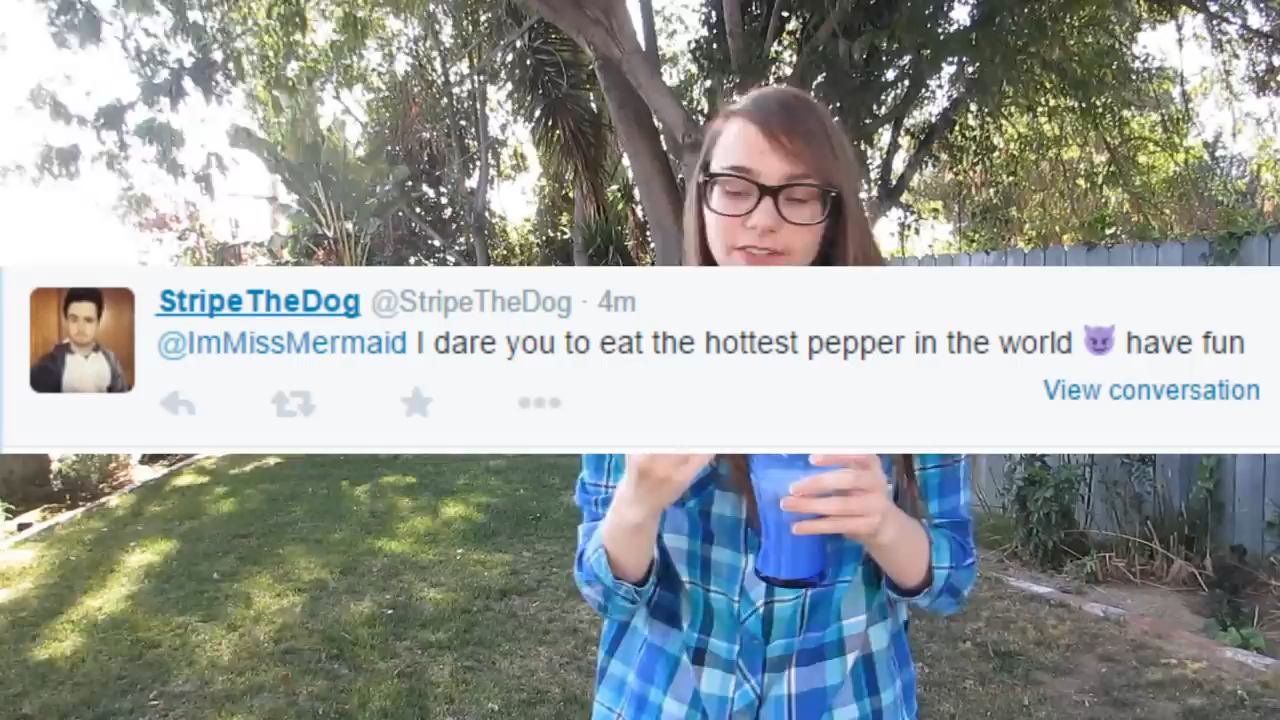 StripeTheDog @StripeTheDog · 4m
@ImMissMermaid I dare you to eat the hottest pepper in the world 😈 have fun
View conversation